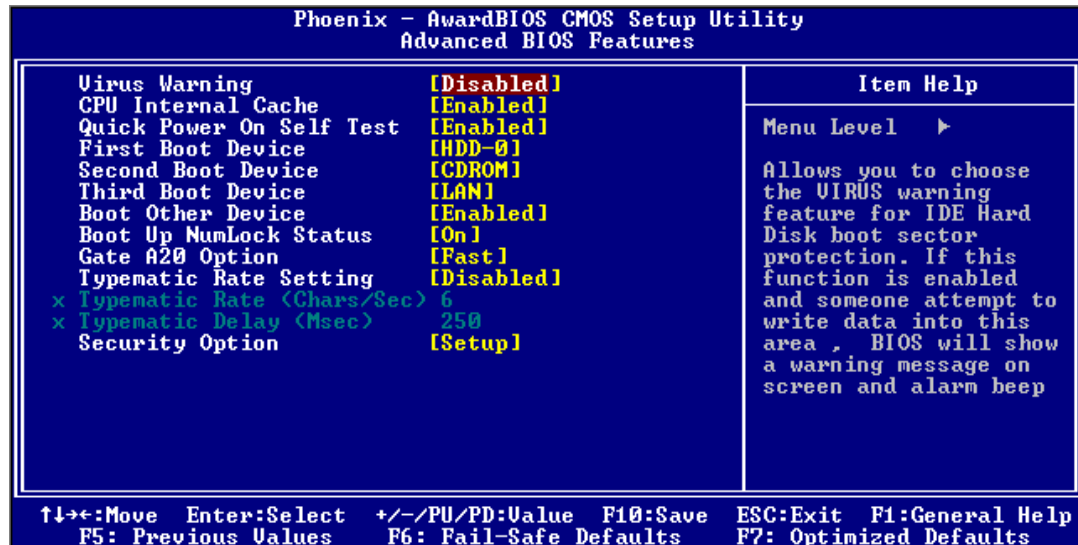 Phoenix - AwardBIOS CMOS Setup Utility
Advanced BIOS Features
Virus Warning [Disabled]
CPU Internal Cache [Enabled]
Quick Power On Self Test [Enabled]
First Boot Device [HDD-0]
Second Boot Device [CDROM]
Third Boot Device [LAN]
Boot Other Device [Enabled]
Boot Up NumLock Status [On]
Gate A20 Option [Fast]
Typematic Rate Setting [Disabled]
x Typematic Rate (Chars/Sec) 6
x Typematic Delay (Msec) 250
Security Option [Setup]
Item Help
Menu Level ▶
Allows you to choose
the VIRUS warning
feature for IDE Hard
Disk boot sector
protection. If this
function is enabled
and someone attempt to
write data into this
area , BIOS will show
a warning message on
screen and alarm beep
↑↓→←:Move Enter:Select +/-/PU/PD:Value F10:Save ESC:Exit F1:General Help
F5: Previous Values F6: Fail-Safe Defaults F7: Optimized Defaults